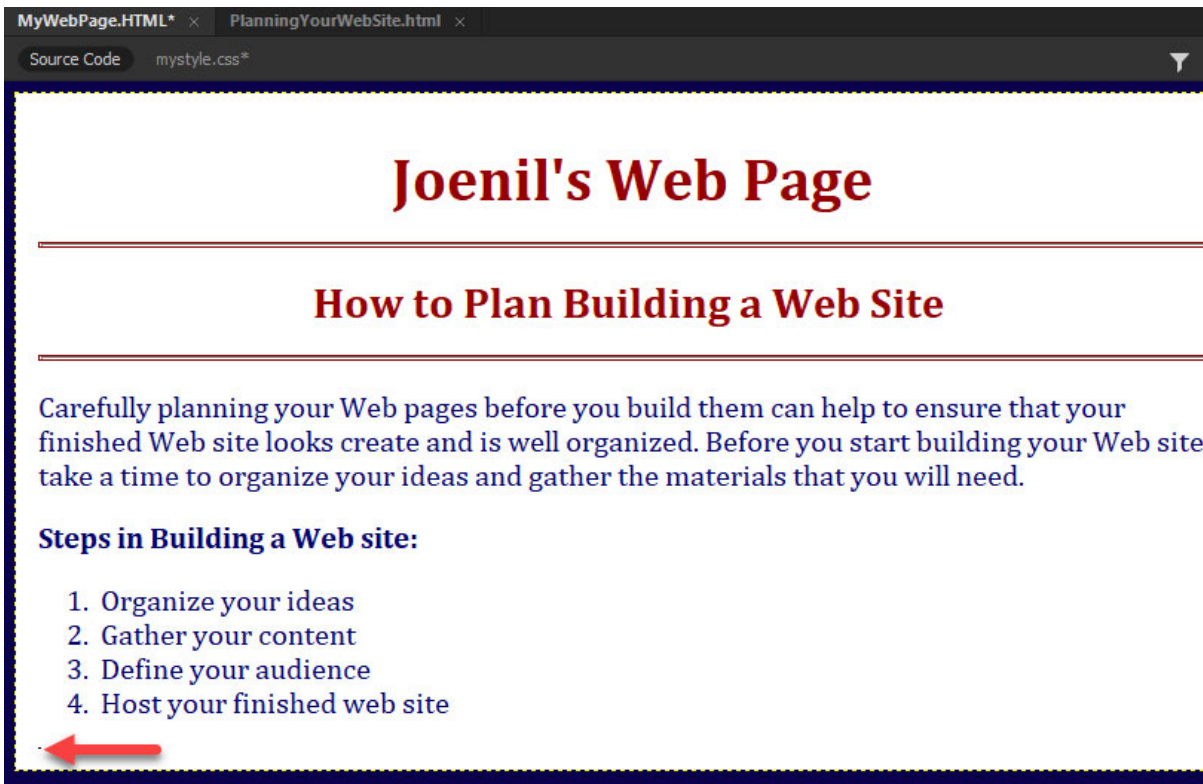 MyWebPage.HTML* × PlanningYourWebSite.html ×
Source Code mystyle.css*
Joenil's Web Page
How to Plan Building a Web Site
Carefully planning your Web pages before you build them can help to ensure that your
finished Web site looks create and is well organized. Before you start building your Web site
take a time to organize your ideas and gather the materials that you will need.
Steps in Building a Web site:
1. Organize your ideas
2. Gather your content
3. Define your audience
4. Host your finished web site